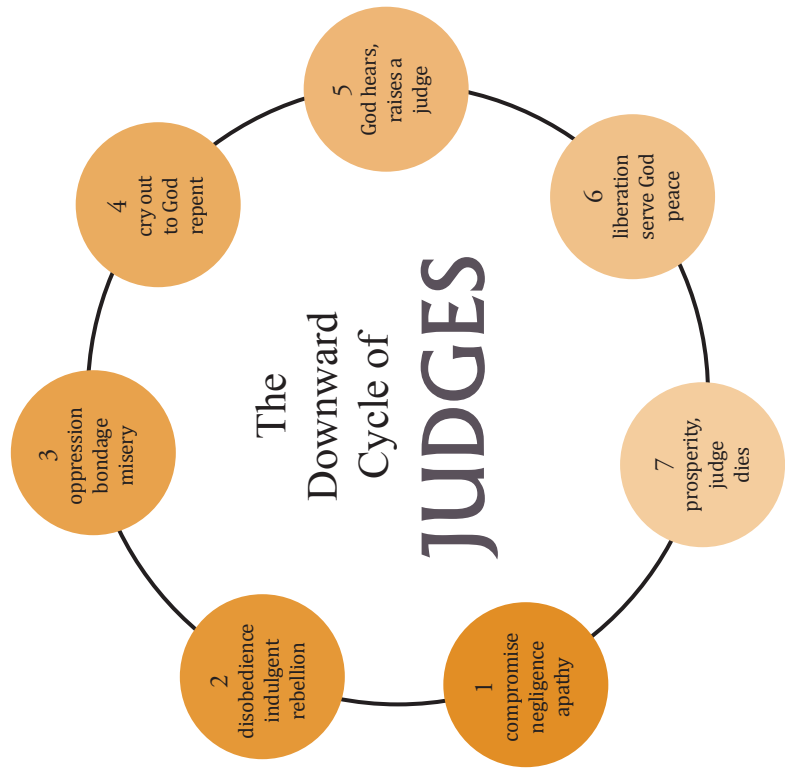 The
Downward
Cycle of
JUDGES
1
compromise
negligence
apathy
2
disobedience
indulgent
rebellion
3
oppression
bondage
misery
4
cry out
to God
repent
5
God hears,
raises a
judge
6
liberation
serve God
peace
7
prosperity,
judge
dies